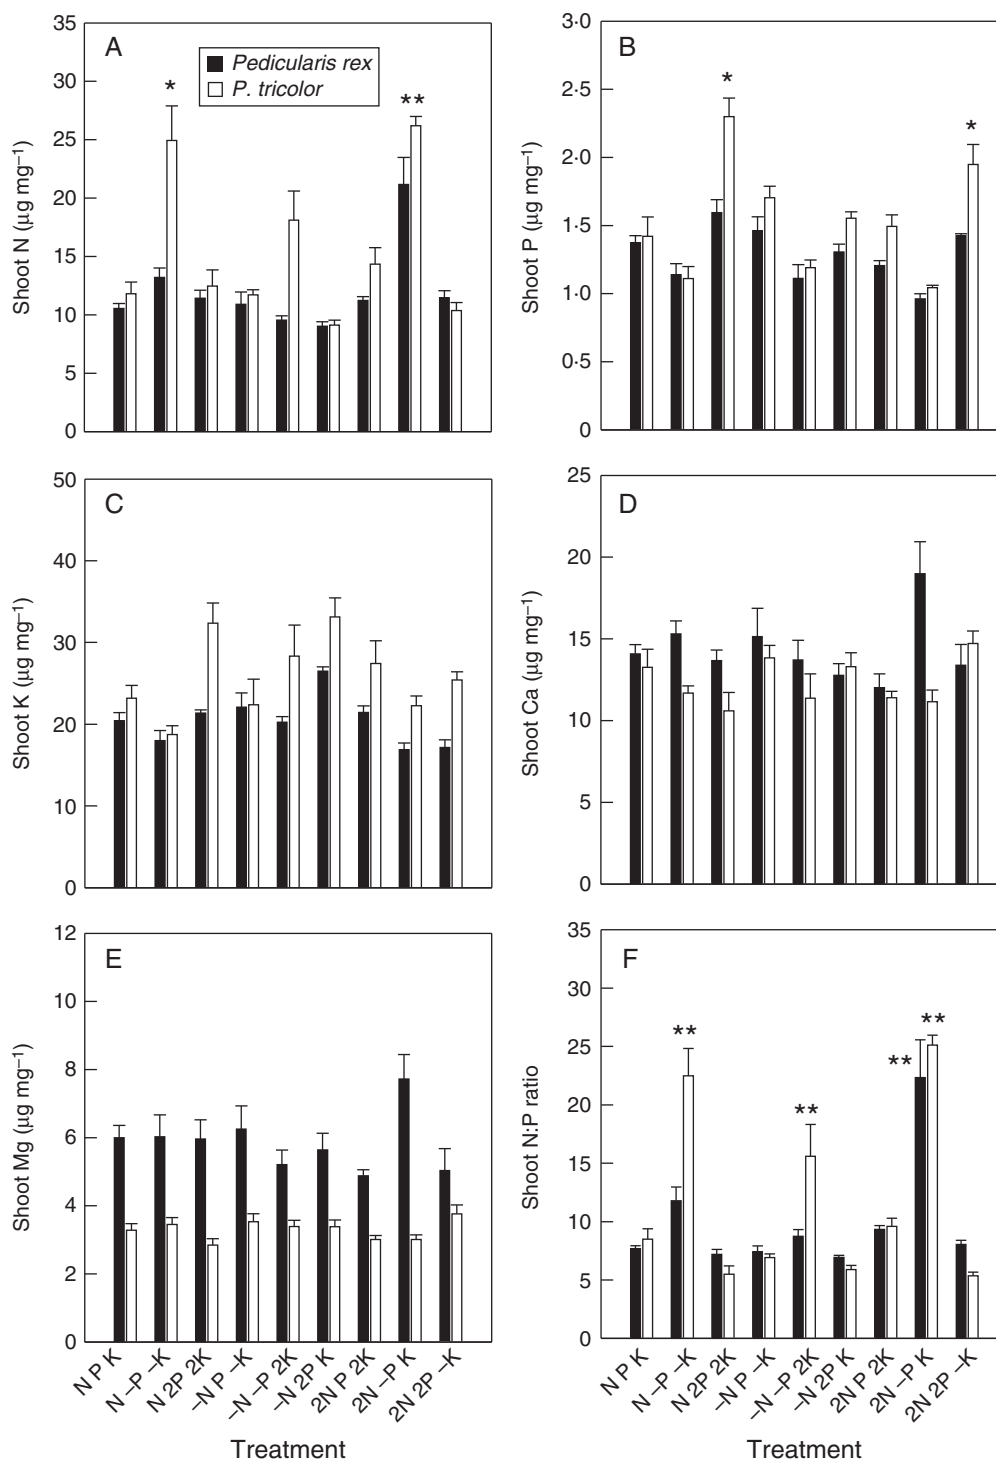 A
Pedicularis rex
P. tricolor
Shoot N (µg mg−1)
35
30
25
20
15
10
5
0
*
**
B
Shoot P (µg mg−1)
3·0
2·5
2·0
1·5
1·0
0·5
0
*
*
C
Shoot K (µg mg−1)
50
40
30
20
10
0
D
Shoot Ca (µg mg−1)
25
20
15
10
5
0
E
Shoot Mg (µg mg−1)
12
10
8
6
4
2
0
N P K
N −P −K
N 2P 2K
−N P −K
−N −P 2K
−N 2P K
2N P 2K
2N −P K
2N 2P −K
Treatment
F
Shoot N:P ratio
35
30
25
20
15
10
5
0
**
**
**
**
N P K
N −P −K
N 2P 2K
−N P −K
−N −P 2K
−N 2P K
2N P 2K
2N −P K
2N 2P −K
Treatment